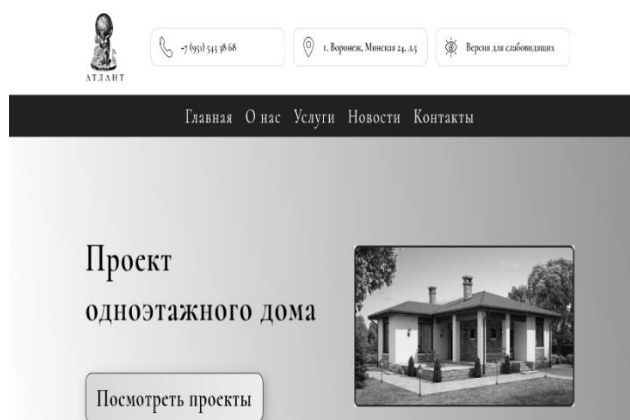 АТЛАНТ
+7 (951) 543 38 68
г. Воронеж, Минская 24, д.5
Версия для слабовидящих
Главная О нас Услуги Новости Контакты
Проект
одноэтажного дома
Посмотреть проекты